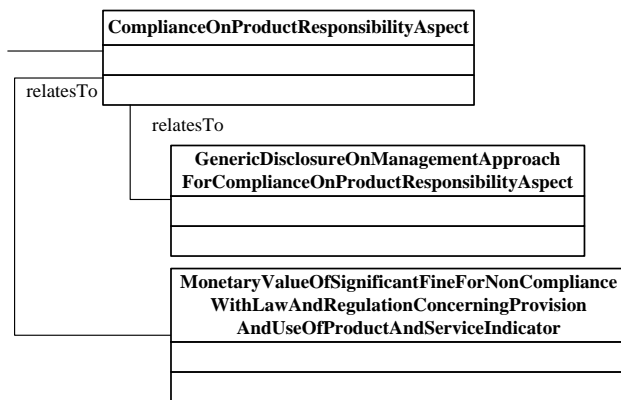 ComplianceOnProductResponsibilityAspect
relatesTo
relatesTo
GenericDisclosureOnManagementApproach
ForComplianceOnProductResponsibilityAspect
MonetaryValueOfSignificantFineForNonCompliance
WithLawAndRegulationConcerningProvision
AndUseOfProductAndServiceIndicator